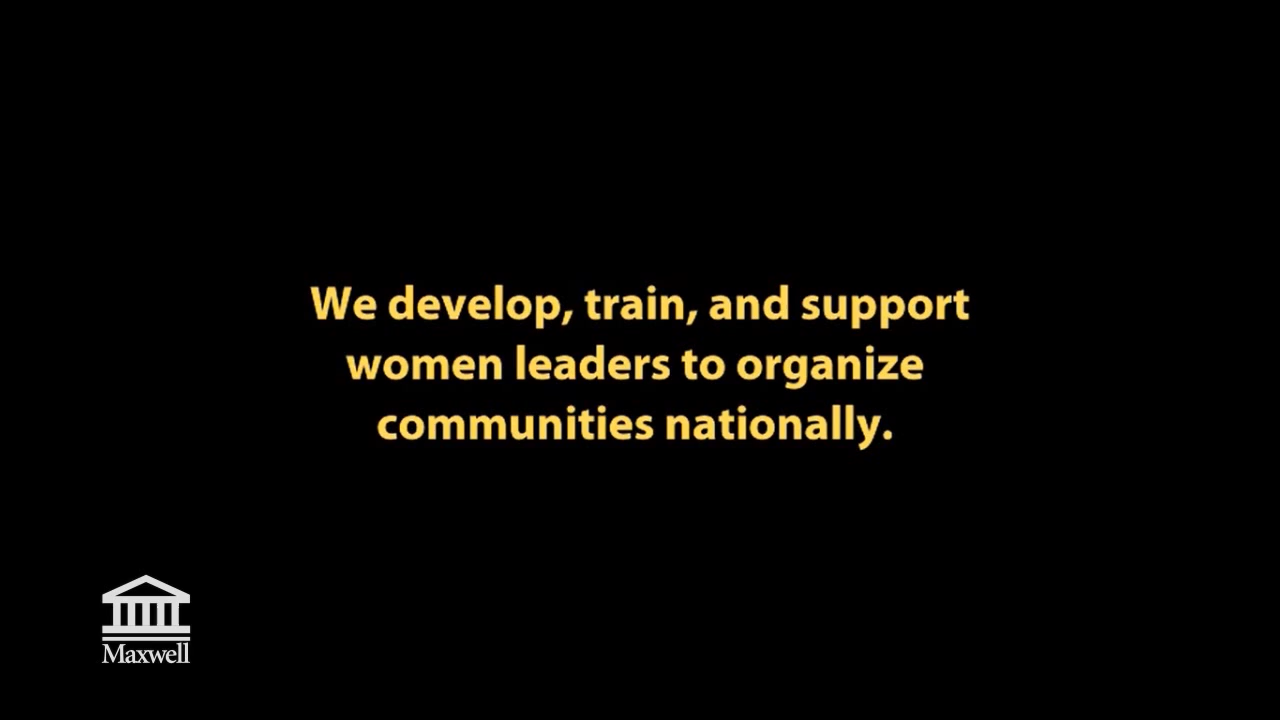 We develop, train, and support
women leaders to organize
communities nationally.
Maxwell